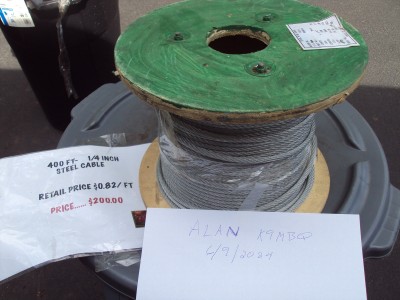 400 FT- 1/4 INCH
STEEL CABLE
RETAIL PRICE $0.82/ FT
PRICE...... $200.00
ALAN K9MBQ
6/9/2024